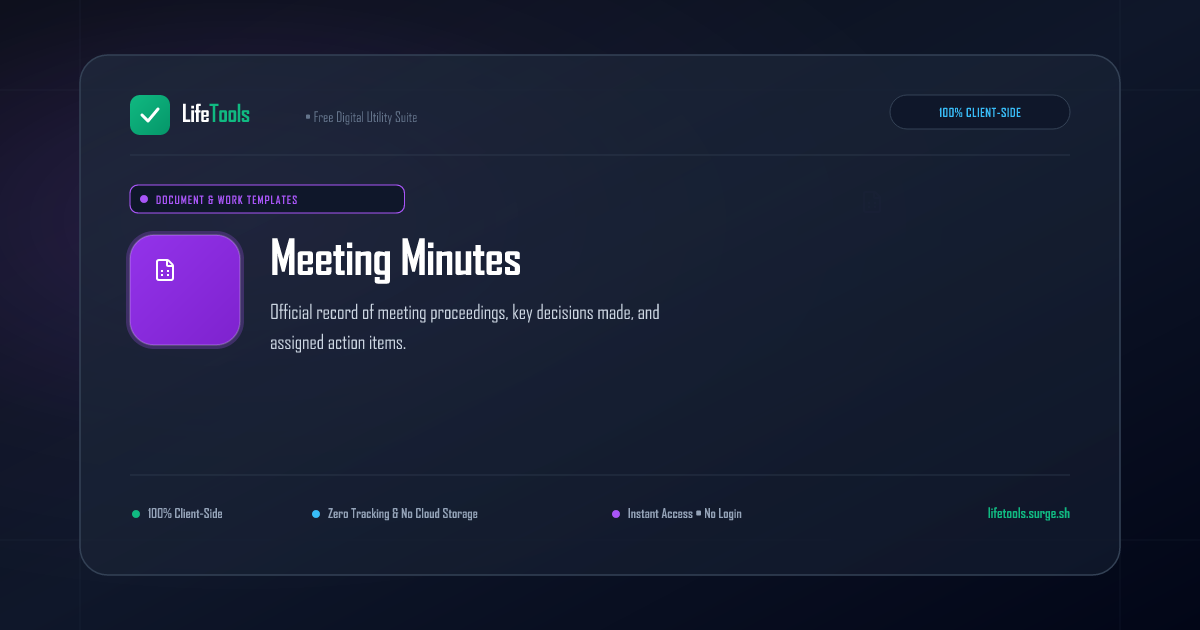 LifeTools
▪ Free Digital Utility Suite
100% CLIENT-SIDE
DOCUMENT & WORK TEMPLATES
Meeting Minutes
Official record of meeting proceedings, key decisions made, and
assigned action items.
100% Client-Side
Zero Tracking & No Cloud Storage
Instant Access ▪ No Login
lifetools.surge.sh